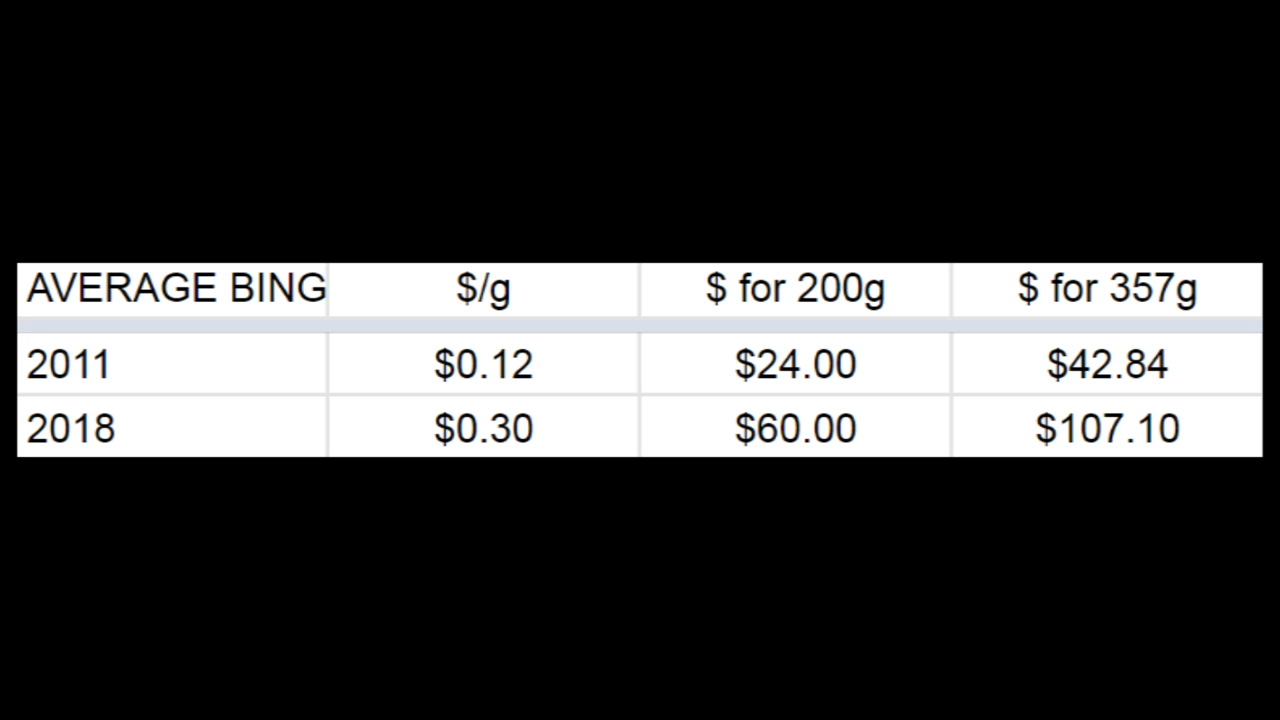 AVERAGE BING $/g $ for 200g $ for 357g
2011 $0.12 $24.00 $42.84
2018 $0.30 $60.00 $107.10